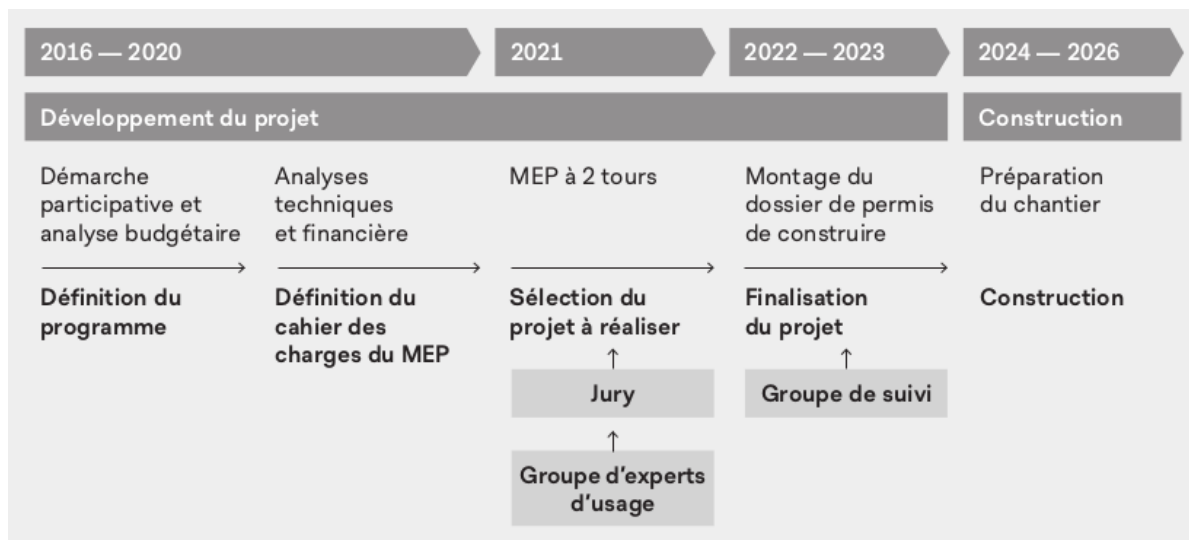 2016 — 2020
2021
2022 — 2023
2024 — 2026
Développement du projet
Construction
Démarche
participative et
analyse budgétaire
Définition du
programme
Analyses
techniques
et financière
Définition du
cahier des
charges du MEP
MEP à 2 tours
Sélection du
projet à réaliser
Jury
Groupe d’experts
d’usage
Montage du
dossier de permis
de construire
Finalisation
du projet
Groupe de suivi
Préparation
du chantier
Construction